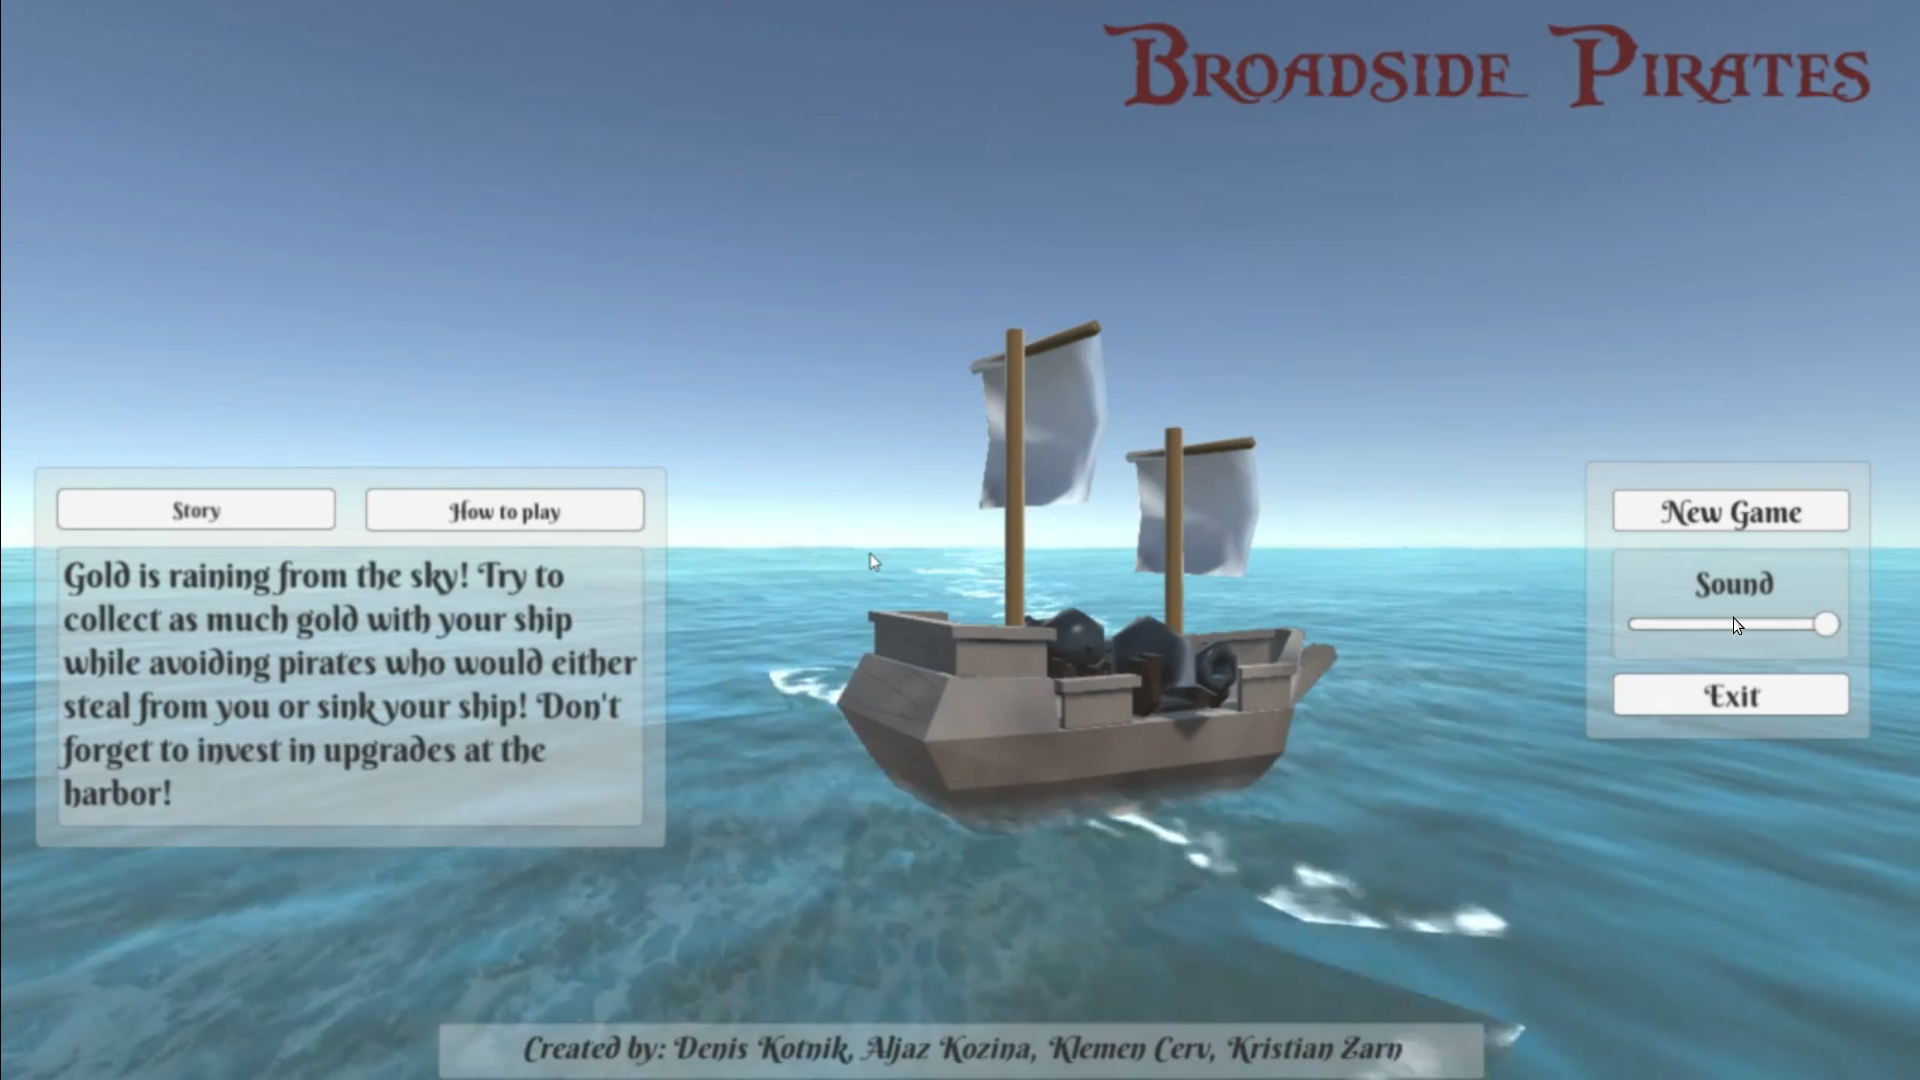 Broadside Pirates
Story
How to play
Gold is raining from the sky! Try to
collect as much gold with your ship
while avoiding pirates who would either
steal from you or sink your ship! Don't
forget to invest in upgrades at the
harbor!
New Game
Sound
Exit
Created by: Denis Kotnik, Aljaz Kozina, Klemen Cerv, Kristian Zarn